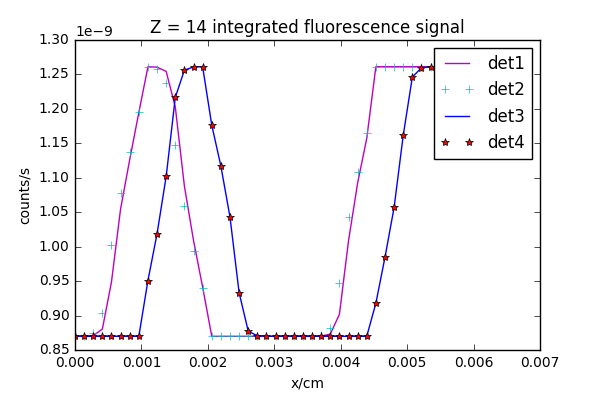 Z = 14 integrated fluorescence signal
1e−9
1.30
1.25
1.20
1.15
1.10
1.05
1.00
0.95
0.90
0.85
counts/s
det1
det2
det3
det4
0.000 0.001 0.002 0.003 0.004 0.005 0.006 0.007
x/cm